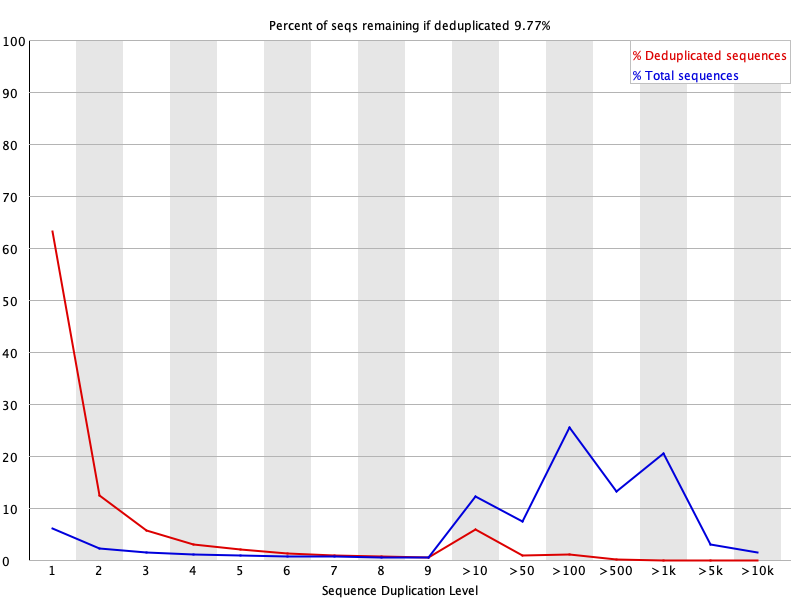 Percent of seqs remaining if deduplicated 9.77%
% Deduplicated sequences
% Total sequences
100
90
80
70
60
50
40
30
20
10
0
1 2 3 4 5 6 7 8 9 >10 >50 >100 >500 >1k >5k >10k
Sequence Duplication Level